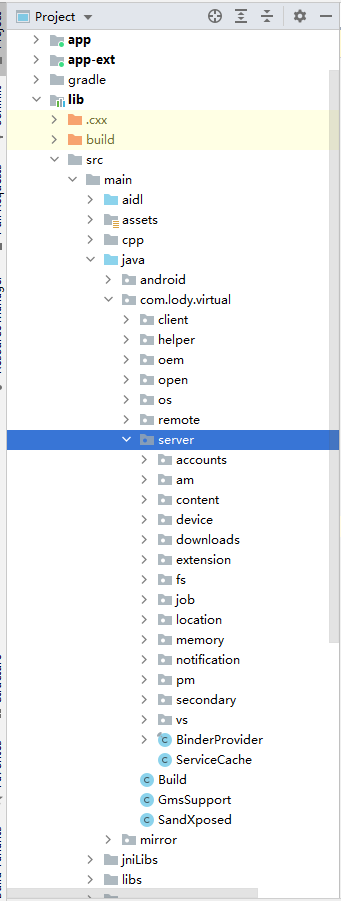 Project
app
app-ext
gradle
lib
.cxx
build
src
main
aidl
assets
cpp
java
android
com.lody.virtual
client
helper
oem
open
os
remote
server
accounts
am
content
device
downloads
extension
fs
job
location
memory
notification
pm
secondary
vs
BinderProvider
ServiceCache
Build
GmsSupport
SandXposed
mirror
jniLibs
libs